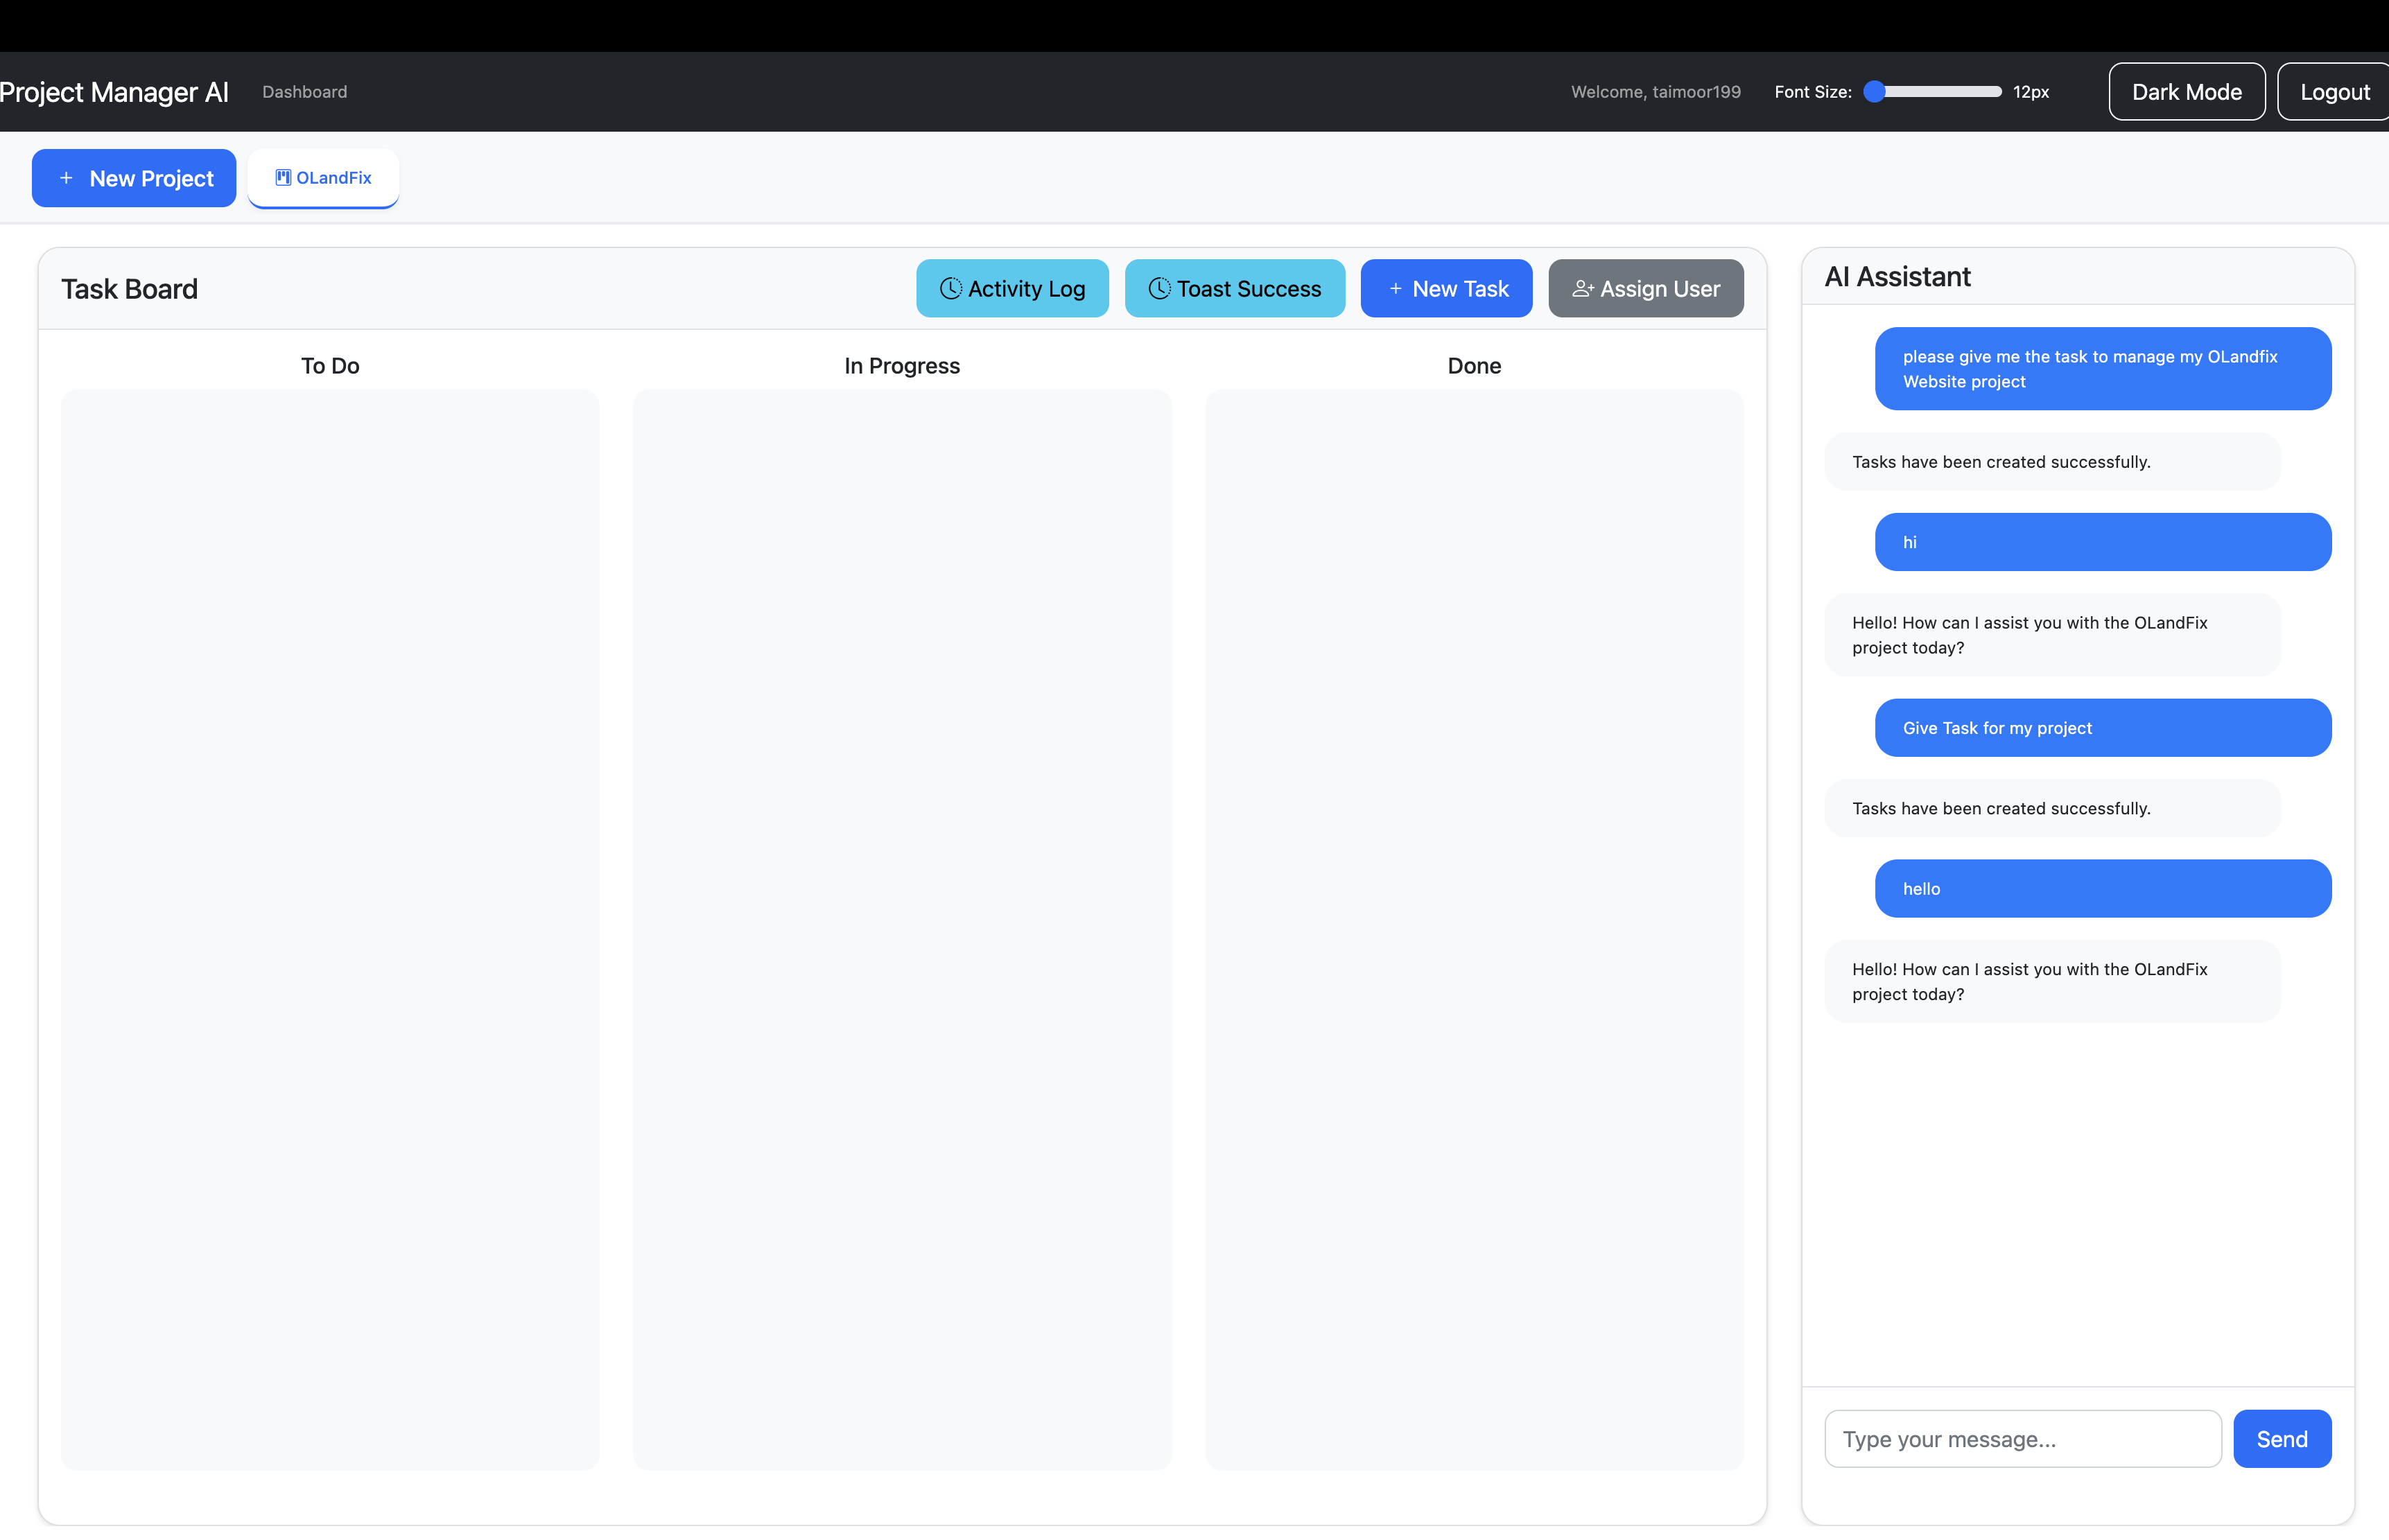 Project Manager AI
Dashboard
Welcome, taimoor199
Font Size:
12px
Dark Mode
Logout
+ New Project
OLandFix
Task Board
Activity Log
Toast Success
+ New Task
Assign User
To Do
In Progress
Done
AI Assistant
please give me the task to manage my OLandfix
Website project
Tasks have been created successfully.
hi
Hello! How can I assist you with the OLandFix
project today?
Give Task for my project
Tasks have been created successfully.
hello
Hello! How can I assist you with the OLandFix
project today?
Type your message...
Send